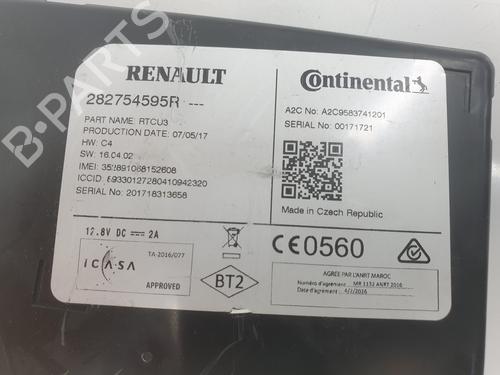 RENAULT
282754595R ---
PART NAME: RTCU3
PRODUCTION DATE: 07/05/17
HW: C4
SW: 16.04.02
IMEI: 352891068152608
ICCID: 89330127280410942320
SERIAL No: 201718313658
Continental
A2C No: A2C9583741201
SERIAL No: 00171721
Made in Czech Republic
12.8V DC 2A
ICASA
TA-2016/077
APPROVED
BT2
CE0560
AGREE PAR L'ANRT MAROC
Numéro d'agrément: MR 1132 ANRT 2016
Date d'agrément: 4/2/2016
B-PARTS